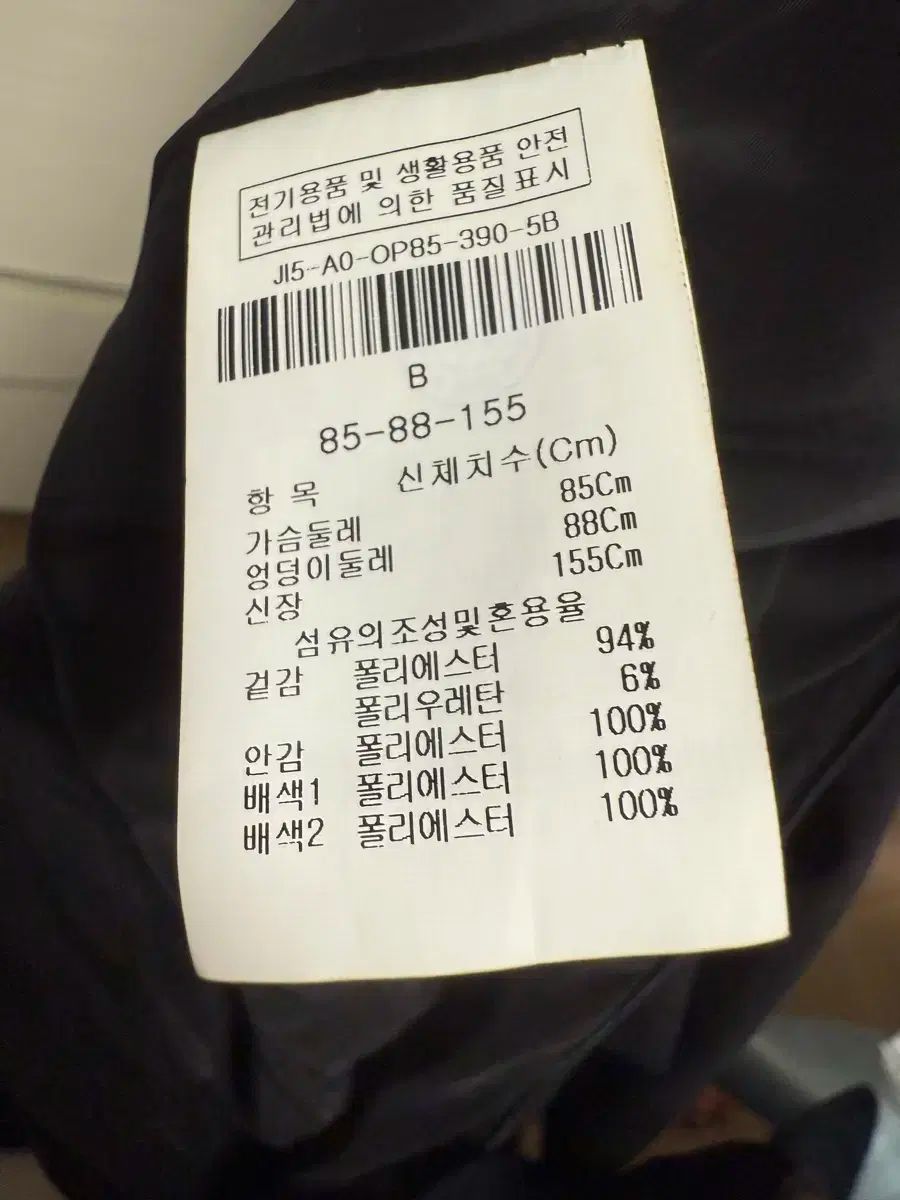 전기용품 및 생활용품 안전
관리법에 의한 품질표시
JI5-A0-OP85-390-5B
B
85-88-155
항 목 신체치수(Cm)
가슴둘레 85Cm
엉덩이둘레 88Cm
신장 155Cm
섬유의조성및혼용율
겉감 폴리에스터 94%
폴리우레탄 6%
안감 폴리에스터 100%
배색1 폴리에스터 100%
배색2 폴리에스터 100%